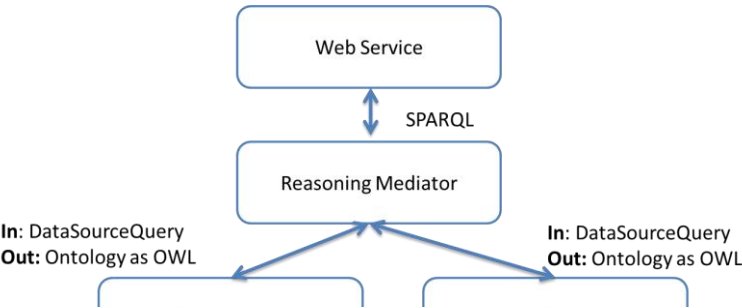 Web Service
SPARQL
Reasoning Mediator
In: DataSourceQuery
Out: Ontology as OWL
In: DataSourceQuery
Out: Ontology as OWL